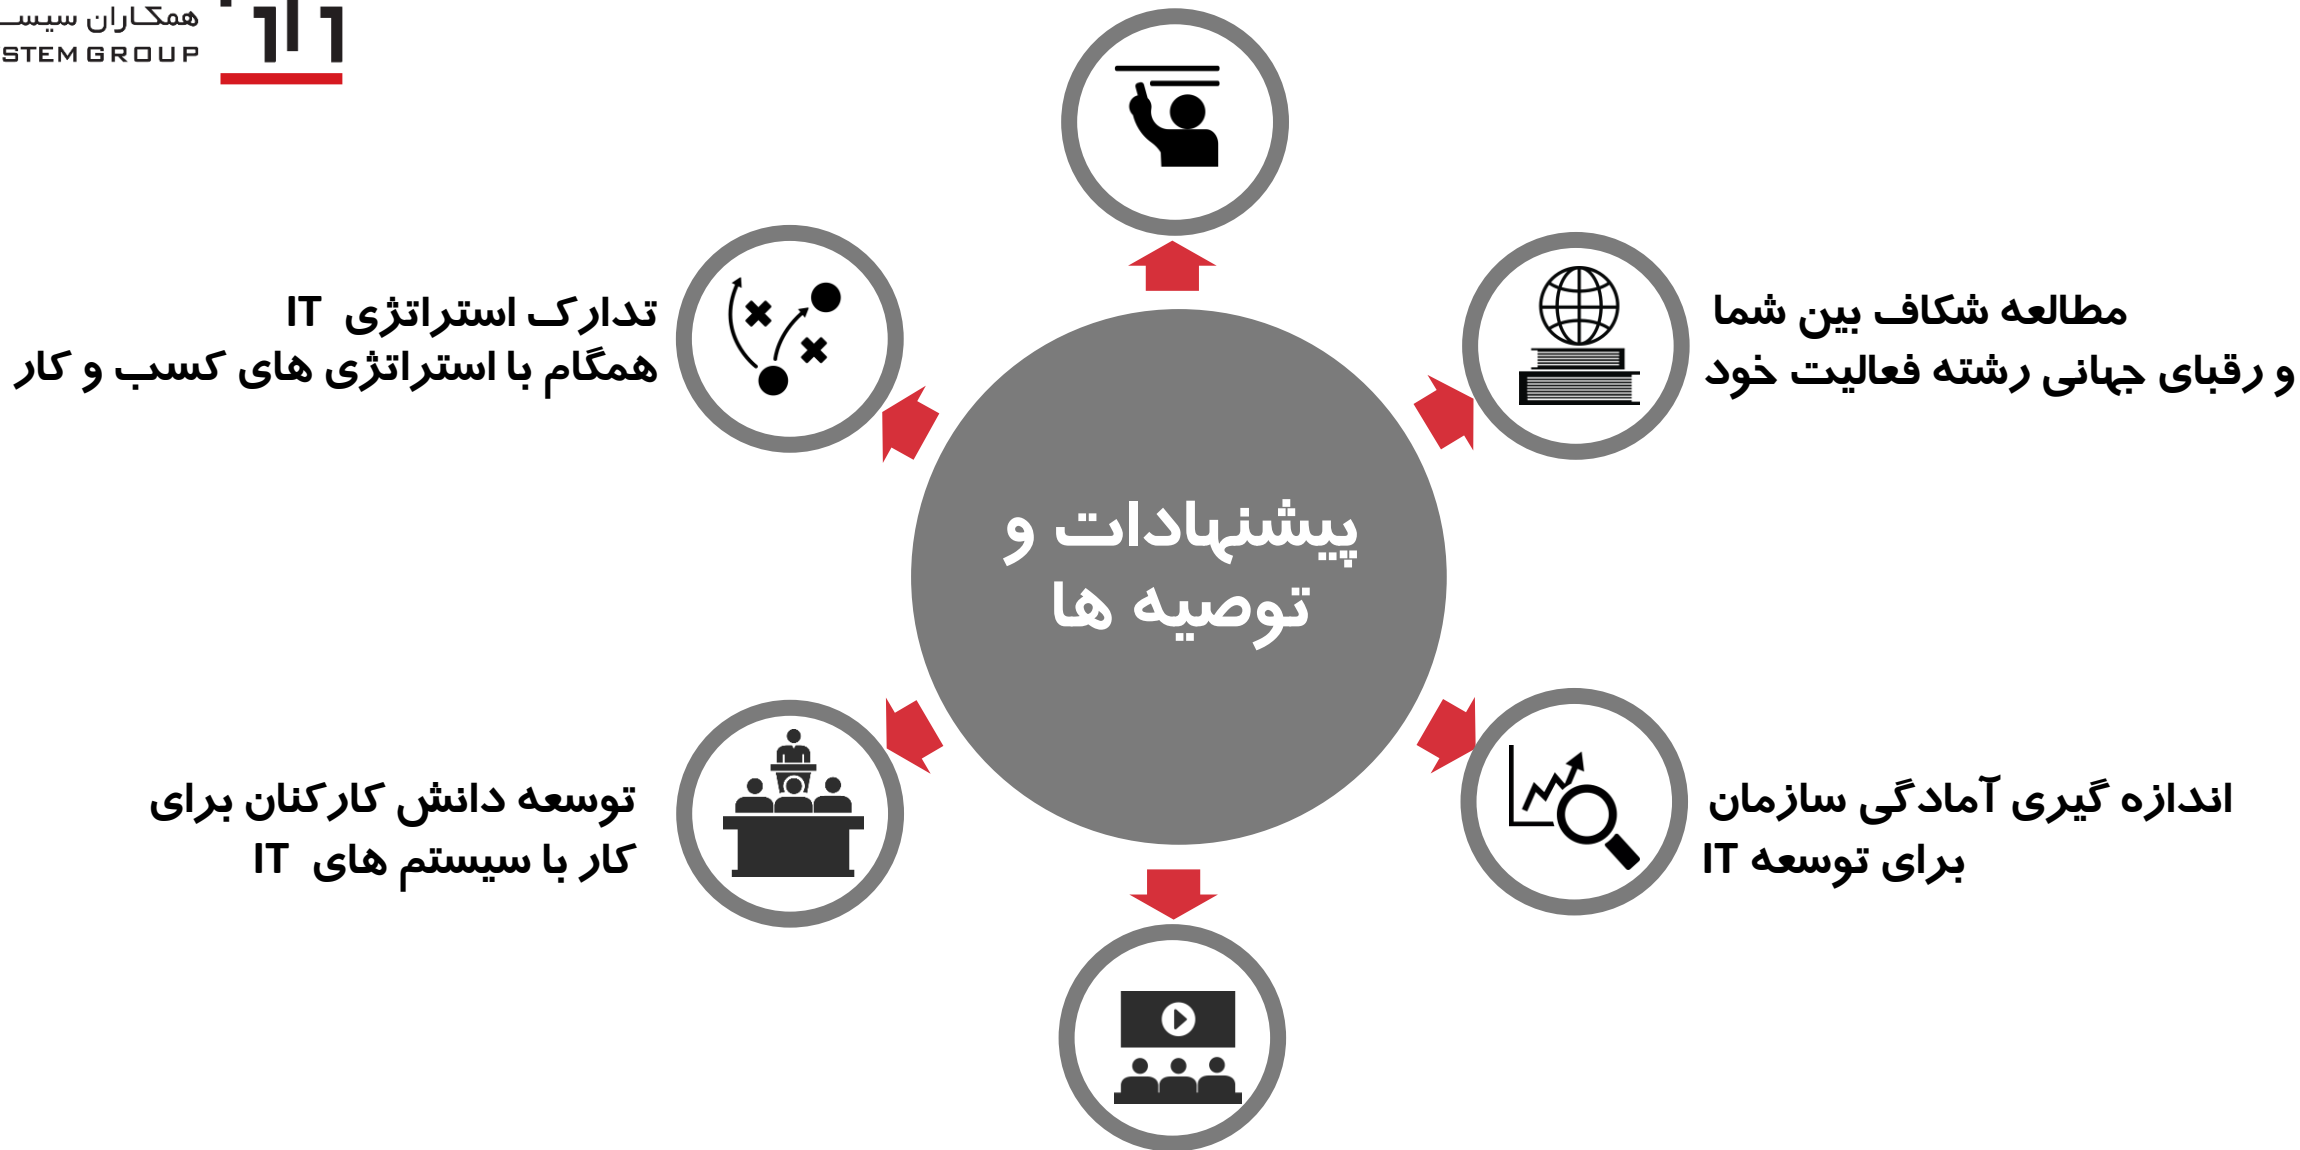 همکاران سیسـ
STEM GROUP
مطالعه شکاف بین شما
و رقبای جهانی رشته فعالیت خود
تدارک استراتژی IT
همگام با استراتژی های کسب و کار
پیشنهادات و
توصیه ها
اندازه گیری آمادگی سازمان
برای توسعه IT
توسعه دانش کارکنان برای
کار با سیستم های IT